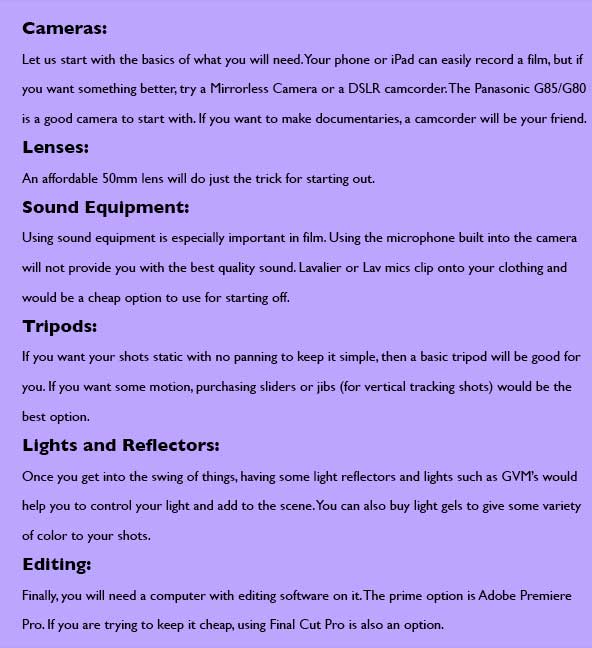 Cameras:
Let us start with the basics of what you will need. Your phone or iPad can easily record a film, but if
you want something better, try a Mirrorless Camera or a DSLR camcorder. The Panasonic G85/G80
is a good camera to start with. If you want to make documentaries, a camcorder will be your friend.
Lenses:
An affordable 50mm lens will do just the trick for starting out.
Sound Equipment:
Using sound equipment is especially important in film. Using the microphone built into the camera
will not provide you with the best quality sound. Lavalier or Lav mics clip onto your clothing and
would be a cheap option to use for starting off.
Tripods:
If you want your shots static with no panning to keep it simple, then a basic tripod will be good for
you. If you want some motion, purchasing sliders or jibs (for vertical tracking shots) would be the
best option.
Lights and Reflectors:
Once you get into the swing of things, having some light reflectors and lights such as GVM's would
help you to control your light and add to the scene. You can also buy light gels to give some variety
of color to your shots.
Editing:
Finally, you will need a computer with editing software on it. The prime option is Adobe Premiere
Pro. If you are trying to keep it cheap, using Final Cut Pro is also an option.